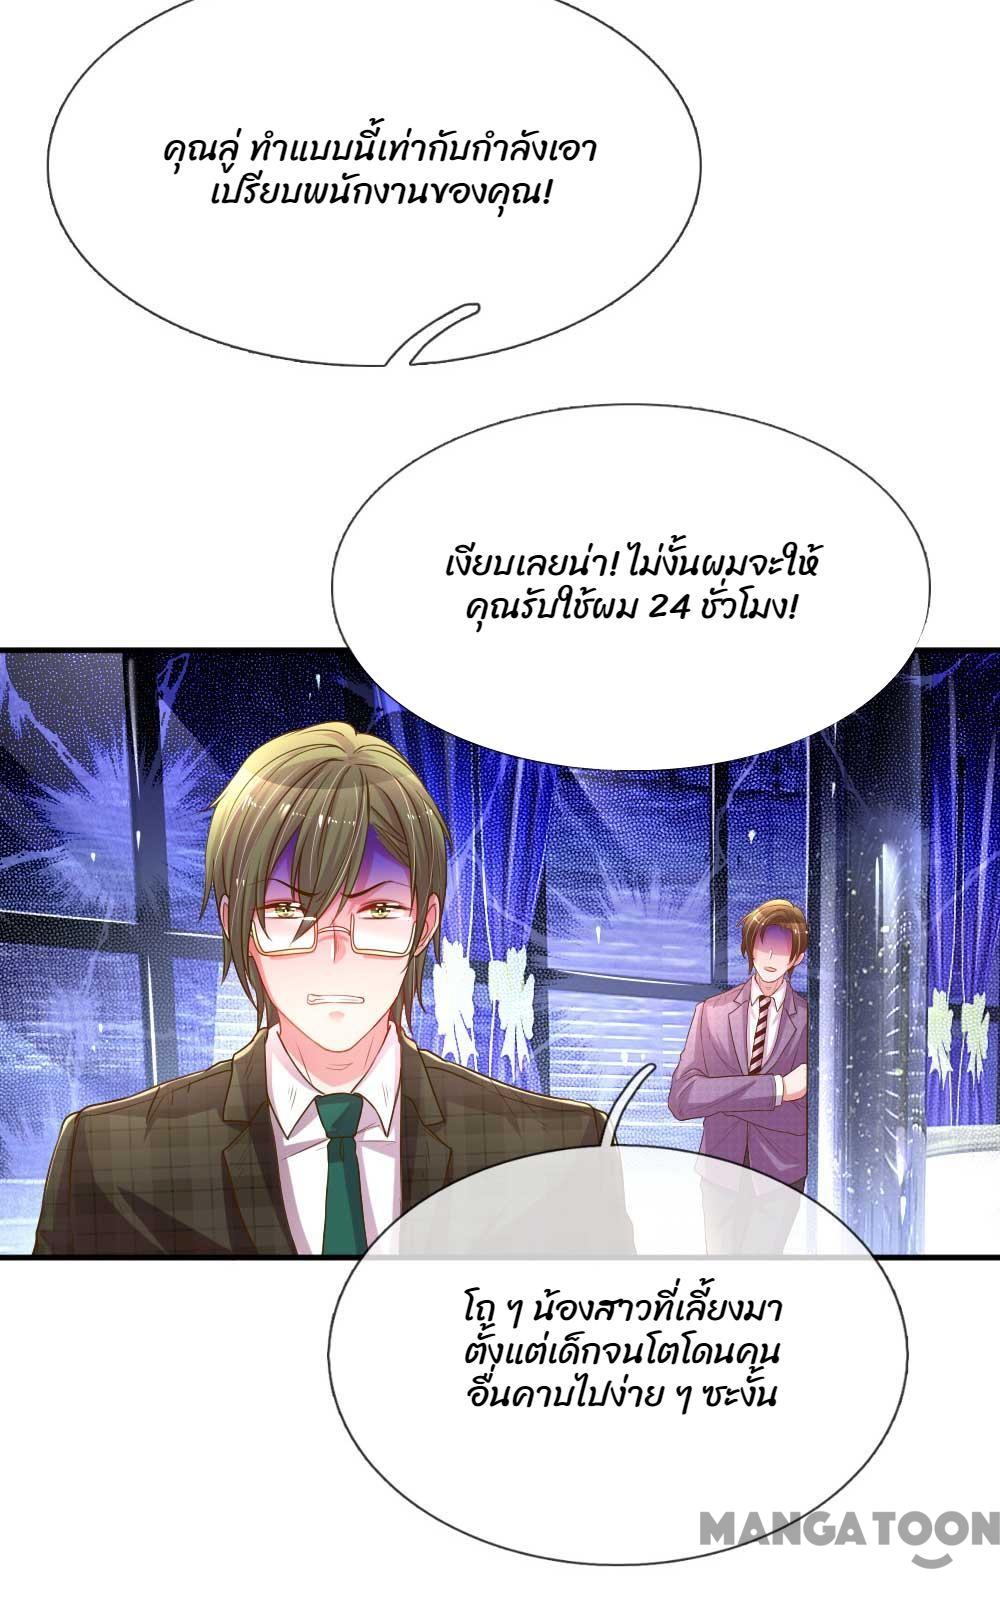 คุณลู่ ทำแบบนี้เท่ากับกำลังเอา
เปรียบพนักงานของคุณ!
เงียบเลยน่า! ไม่งั้นผมจะให้
คุณรับใช้ผม 24 ชั่วโมง!
โถ ๆ น้องสาวที่เลี้ยงมา
ตั้งแต่เด็กจนโตโดนคน
อื่นคาบไปง่าย ๆ ซะงั้น
MANGATOON